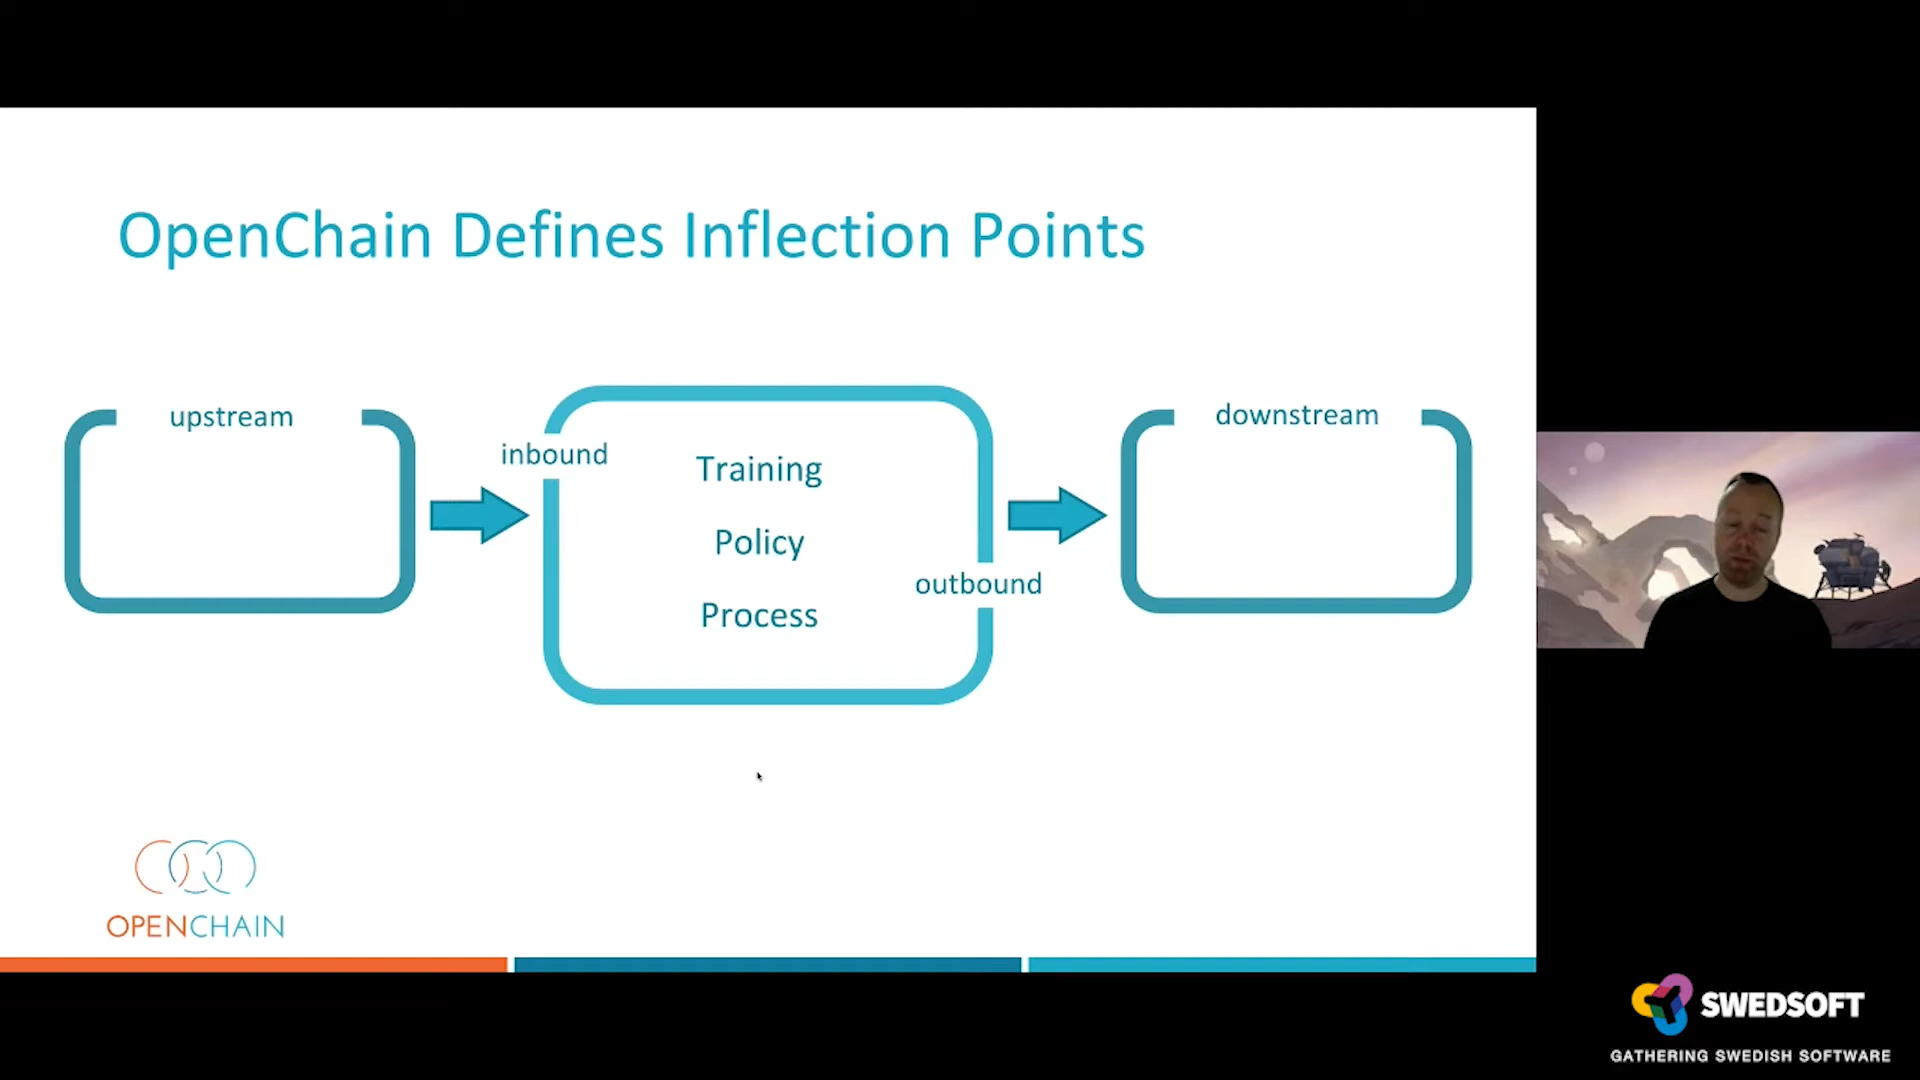 OpenChain Defines Inflection Points
upstream
inbound
Training
Policy
Process
outbound
downstream
OPENCHAIN
SWEDSOFT
GATHERING SWEDISH SOFTWARE